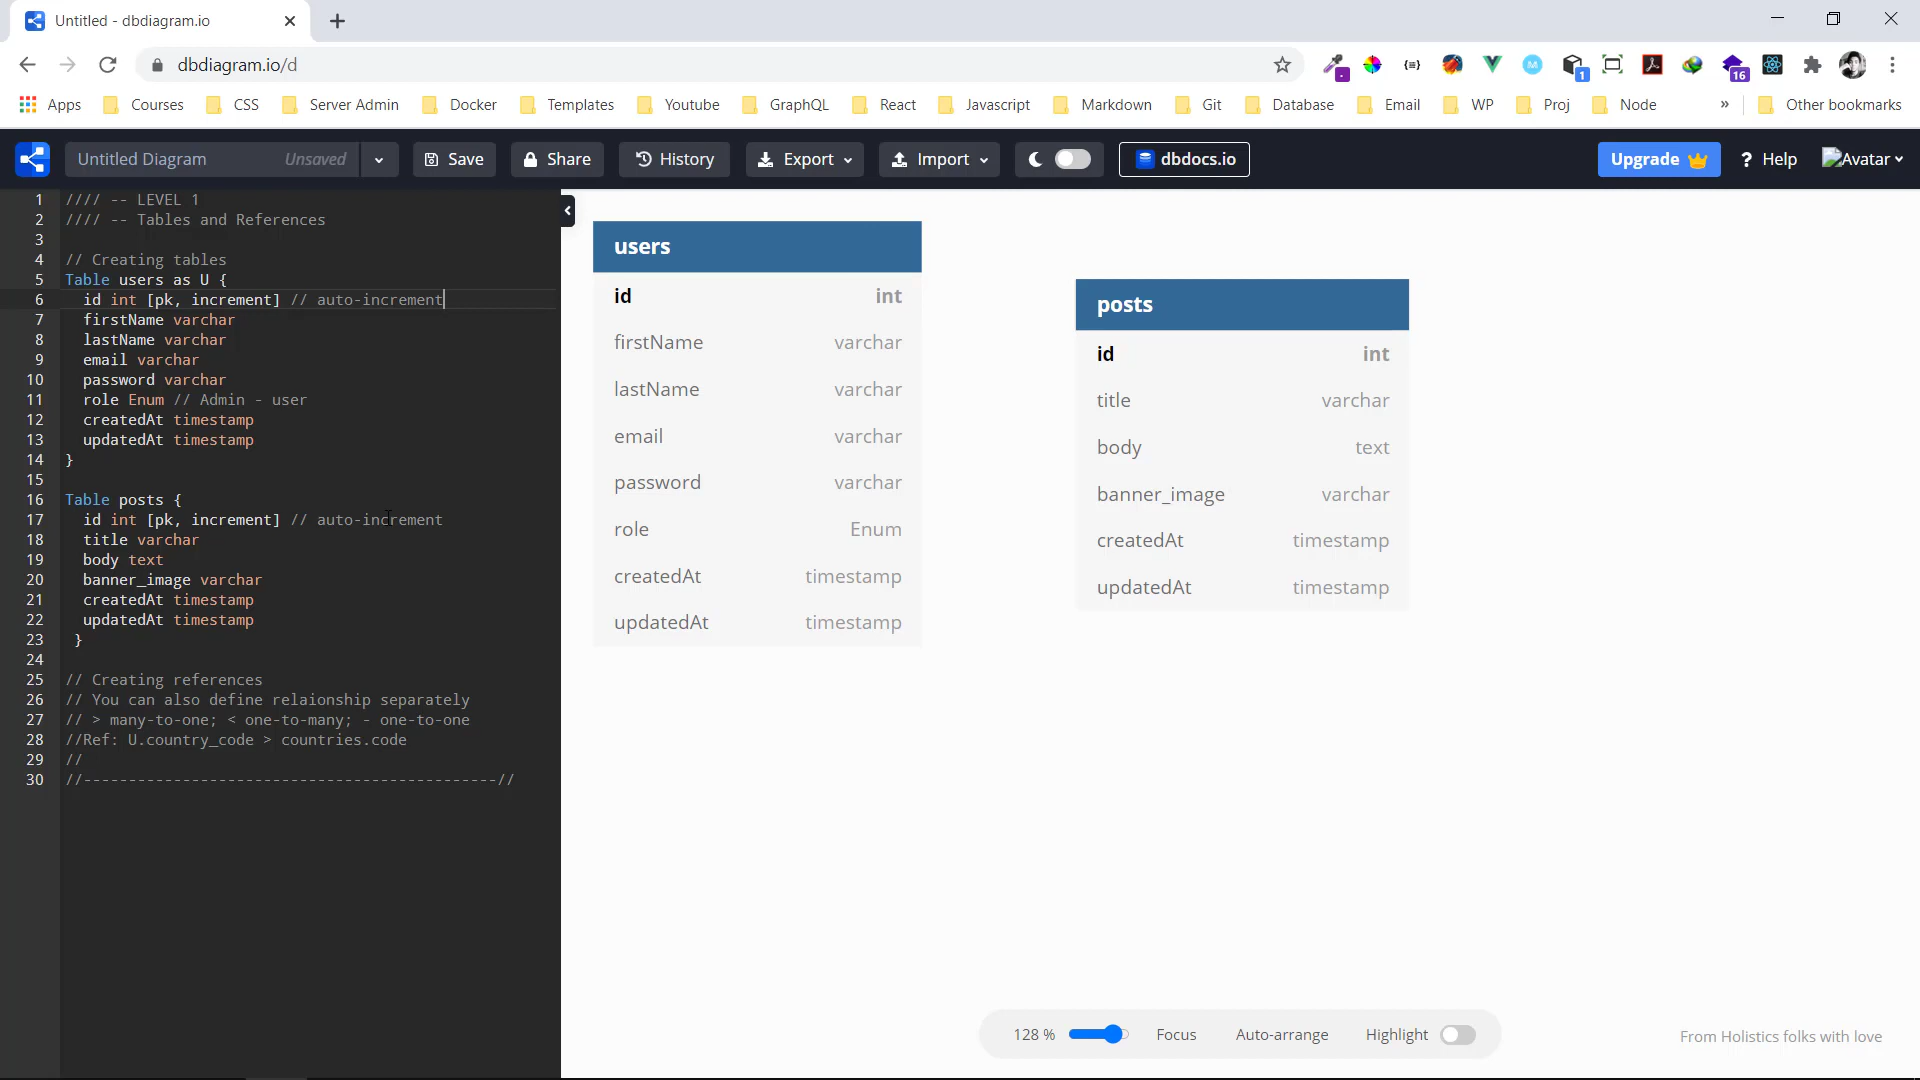 Untitled - dbdiagram.io
dbdiagram.io/d
1
16
Apps Courses CSS Server Admin Docker Templates Youtube GraphQL React Javascript Markdown Git Database Email WP Proj Node » Other bookmarks
Untitled Diagram Unsaved Save Share History Export Import dbdocs.io Upgrade ? Help Avatar
1 //// -- LEVEL 1
2 //// -- Tables and References
3
4 // Creating tables
5 Table users as U {
6 id int [pk, increment] // auto-increment
7 firstName varchar
8 lastName varchar
9 email varchar
10 password varchar
11 role Enum // Admin - user
12 createdAt timestamp
13 updatedAt timestamp
14 }
15
16 Table posts {
17 id int [pk, increment] // auto-increment
18 title varchar
19 body text
20 banner_image varchar
21 createdAt timestamp
22 updatedAt timestamp
23 }
24
25 // Creating references
26 // You can also define relaionship separately
27 // > many-to-one; < one-to-many; - one-to-one
28 //Ref: U.country_code > countries.code
29 //
30 //----------------------------------------------//
users
id int
firstName varchar
lastName varchar
email varchar
password varchar
role Enum
createdAt timestamp
updatedAt timestamp
posts
id int
title varchar
body text
banner_image varchar
createdAt timestamp
updatedAt timestamp
128 % Focus Auto-arrange Highlight
From Holistics folks with love